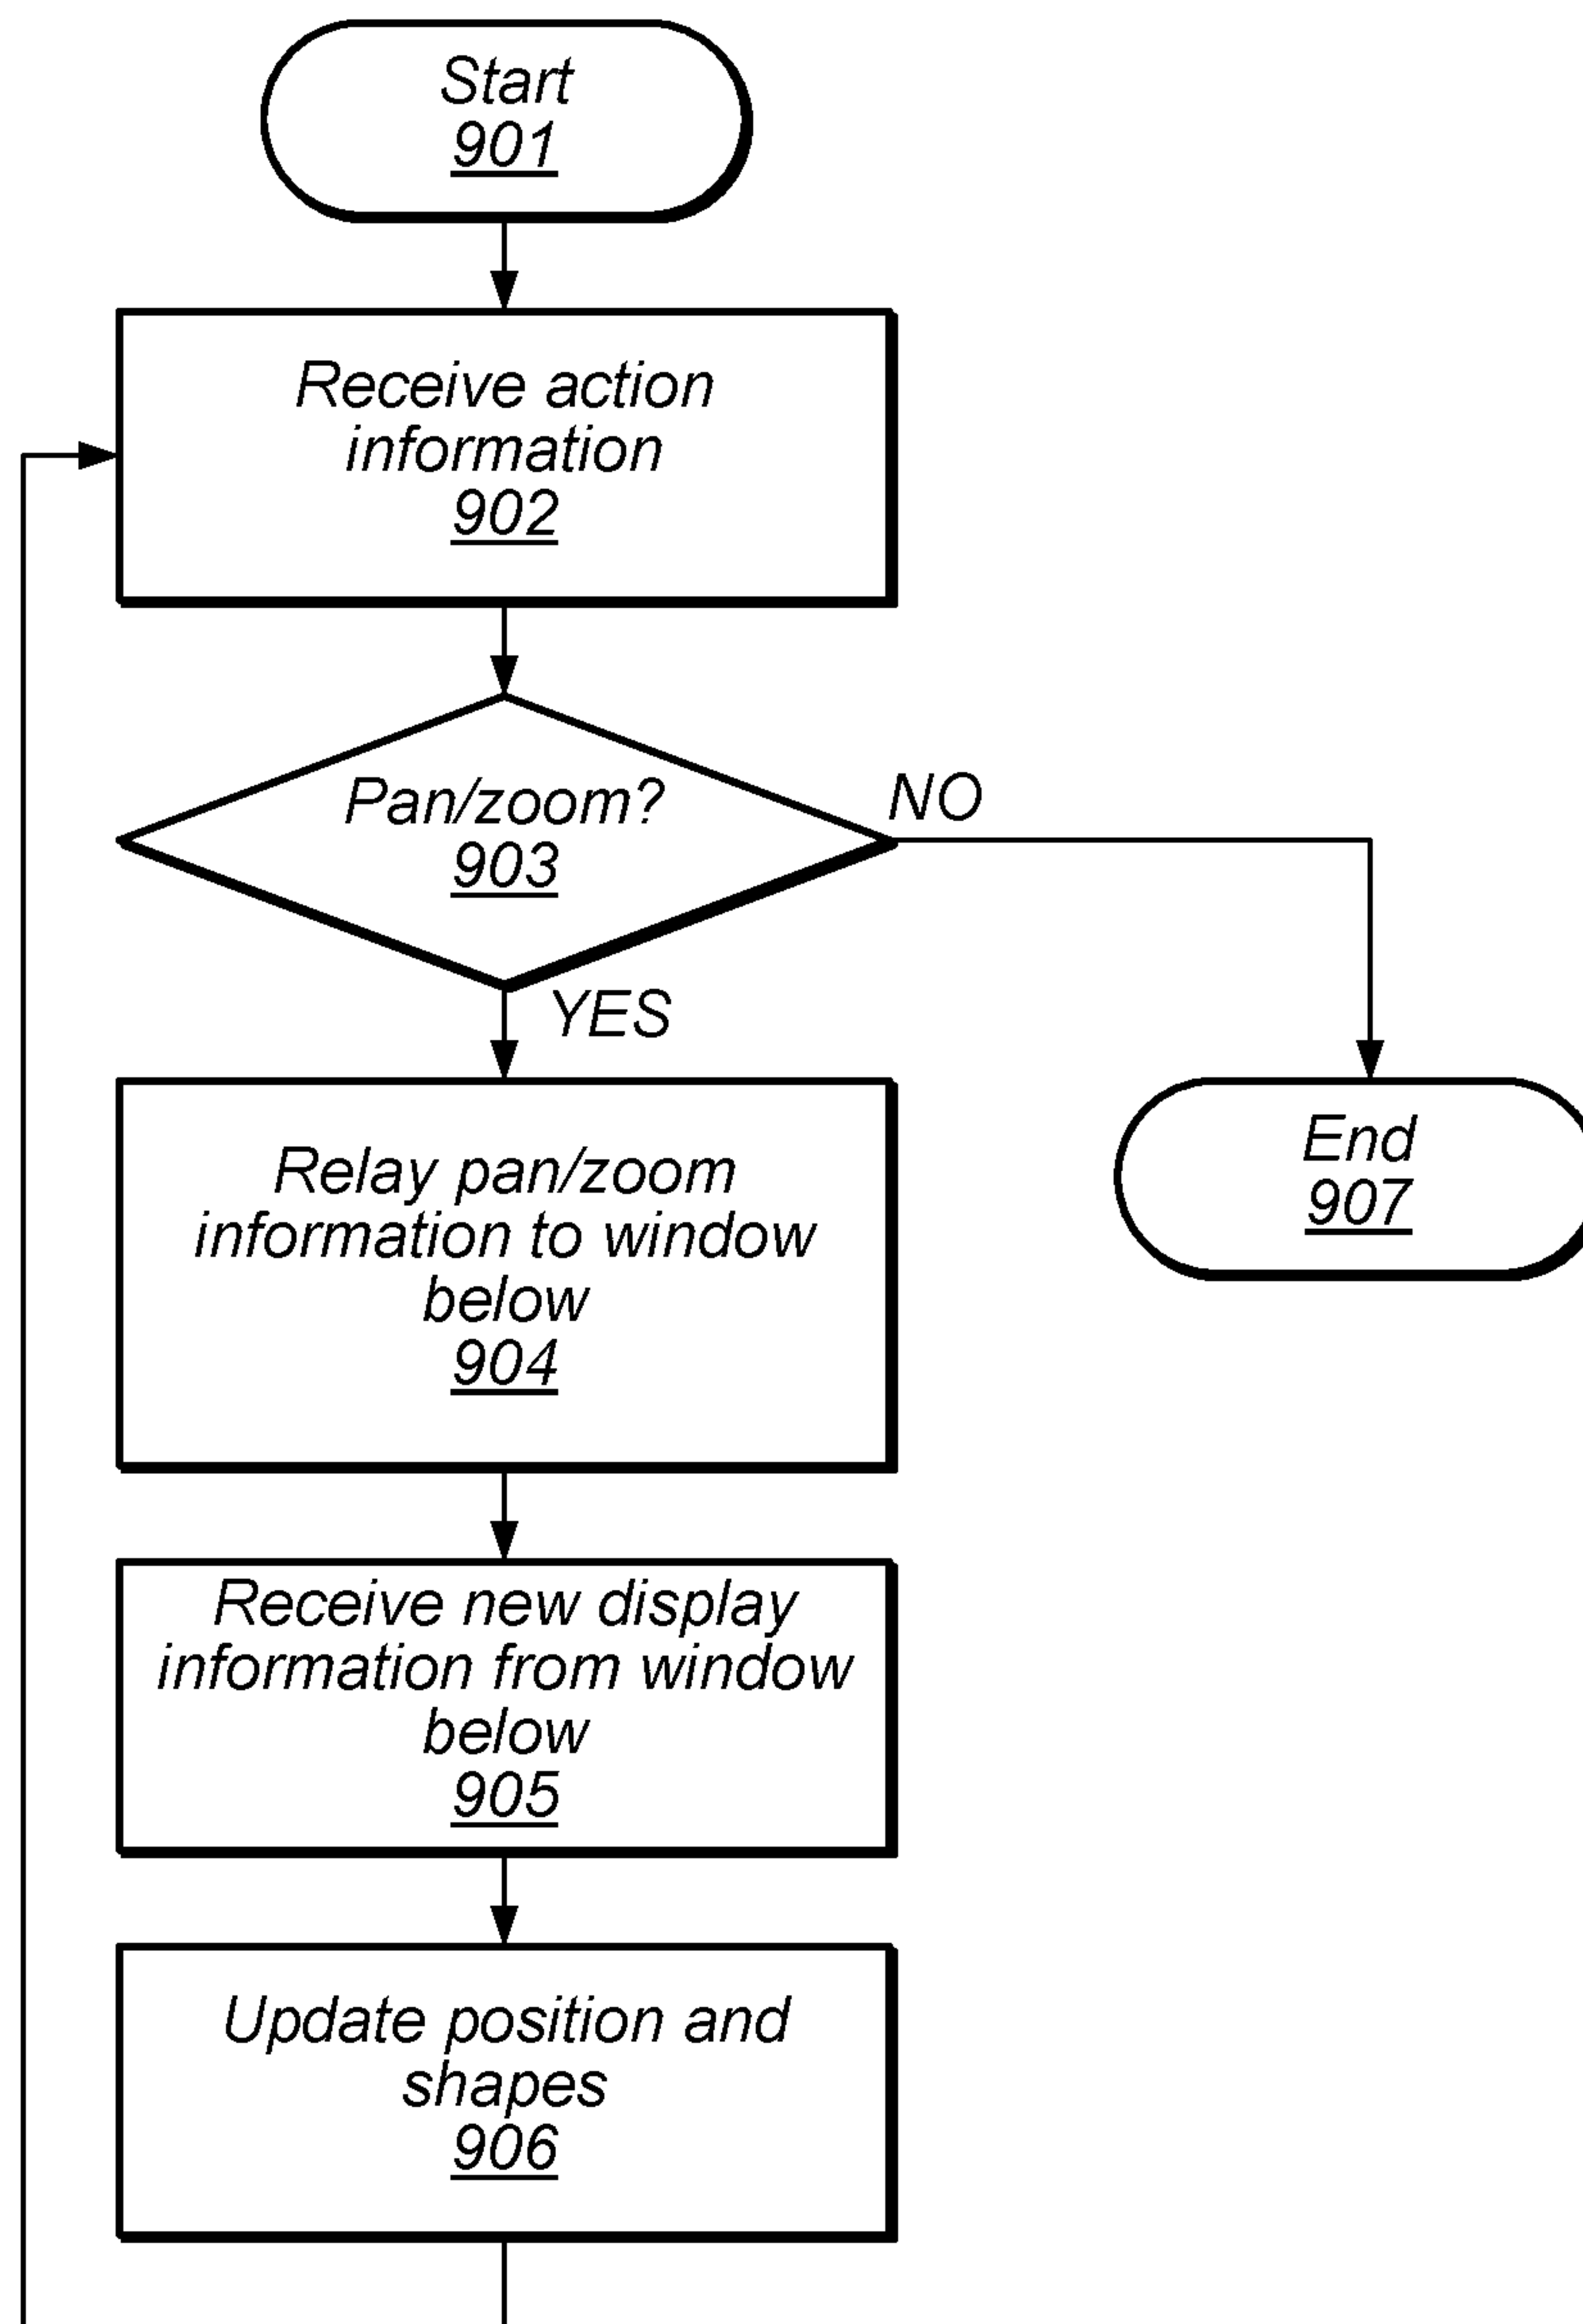 Start
901
Receive action
information
902
Pan/zoom?
903
NO
YES
Relay pan/zoom
information to window
below
904
End
907
Receive new display
information from window
below
905
Update position and
shapes
906